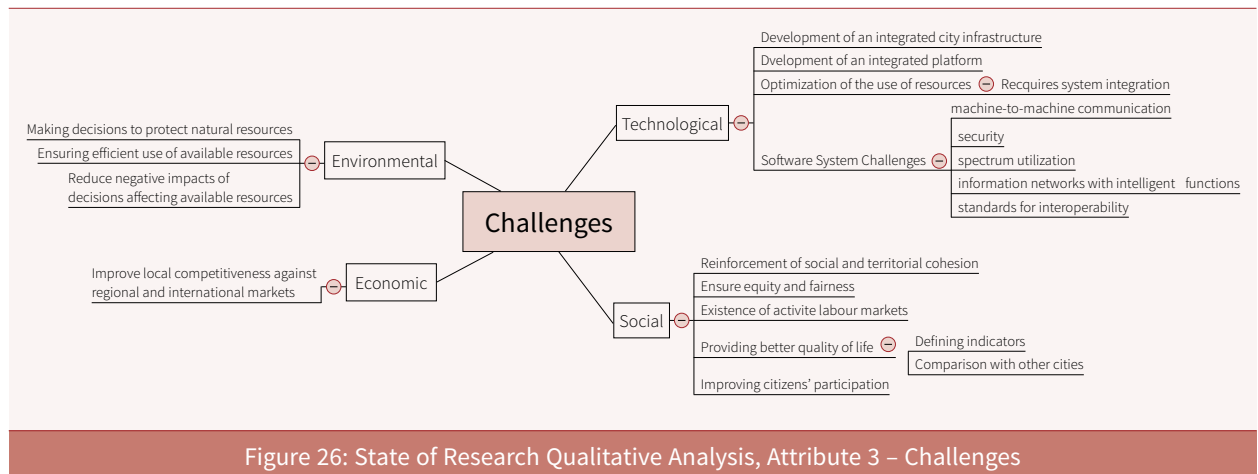 Development of an integrated city infrastructure
Dvelopment of an integrated platform
Optimization of the use of resources
Recquires system integration
Technological
machine-to-machine communication
security
Software System Challenges
spectrum utilization
information networks with intelligent functions
standards for interoperability
Making decisions to protect natural resources
Ensuring efficient use of available resources
Reduce negative impacts of
decisions affecting available resources
Environmental
Challenges
Improve local competitiveness against
regional and international markets
Economic
Social
Reinforcement of social and territorial cohesion
Ensure equity and fairness
Existence of activite labour markets
Providing better quality of life
Defining indicators
Comparison with other cities
Improving citizens’ participation
Figure 26: State of Research Qualitative Analysis, Attribute 3 – Challenges